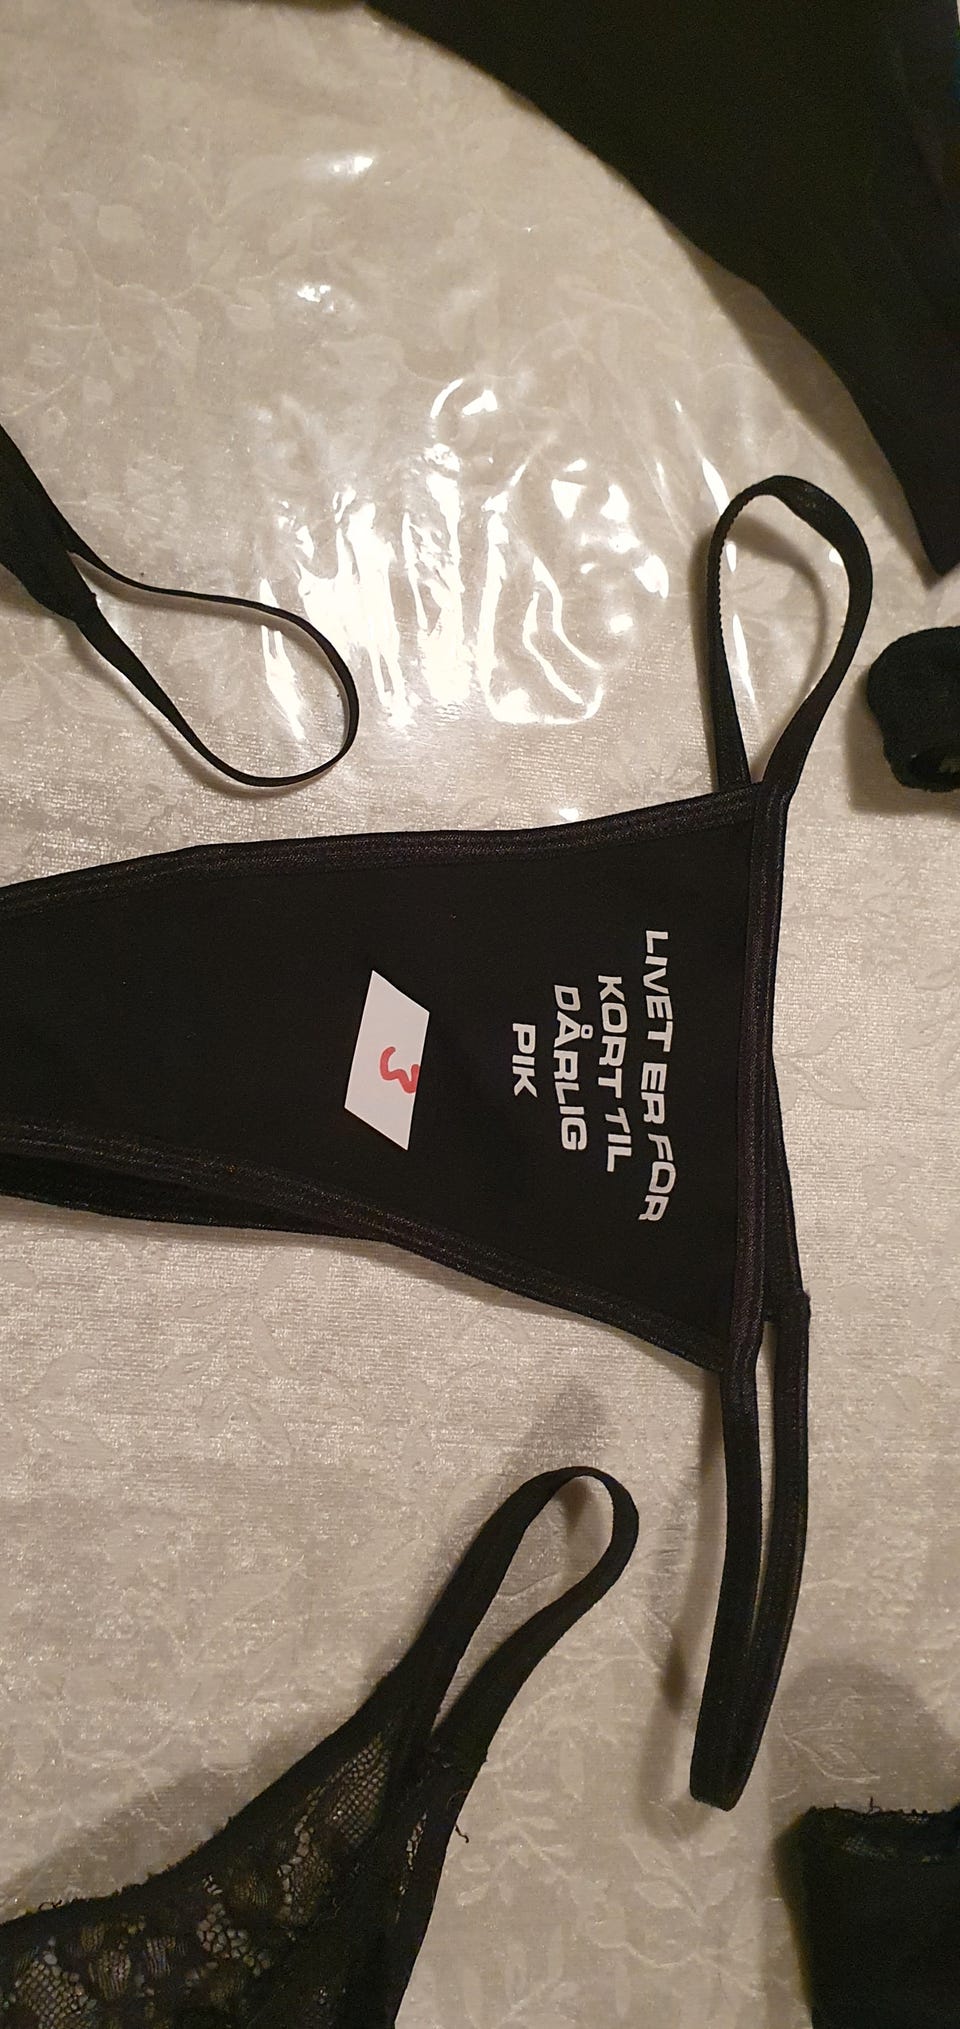 LIVET ER FOR
KORT TIL
DÅRLIG
PIK
3